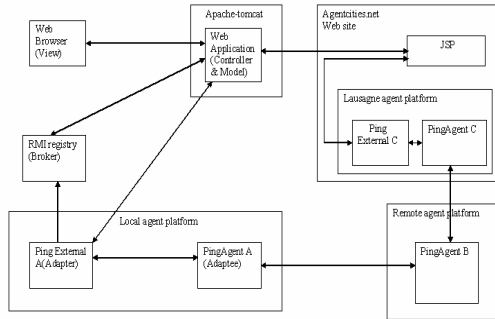 Apache-tomcat
Agentcities.net
Web site
Web
Browser
(View)
Web
Application
(Controller
& Model)
JSP
Lausagne agent platform
Ping
External C
PingAgent C
RMI registry
(Broker)
Local agent platform
Remote agent platform
Ping External
A(Adapter)
PingAgent A
(Adaptee)
PingAgent B